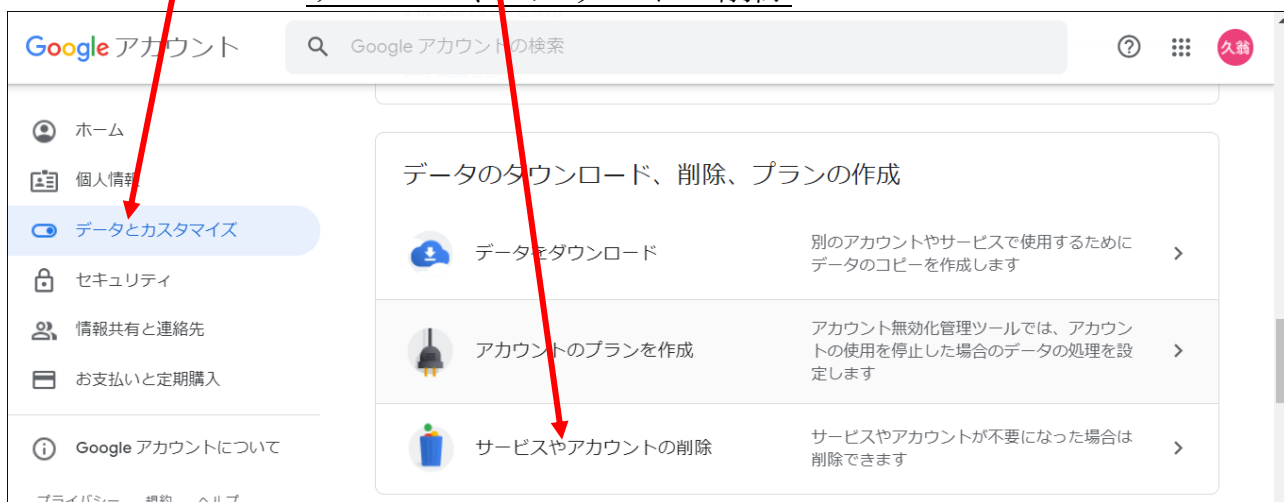 Google アカウント
Google アカウントの検索
久翁
ホーム
個人情報
データとカスタマイズ
セキュリティ
情報共有と連絡先
お支払いと定期購入
Google アカウントについて
プライバシー 規約 ヘルプ
データのダウンロード、削除、プランの作成
データをダウンロード
別のアカウントやサービスで使用するために
データのコピーを作成します
アカウントのプランを作成
アカウント無効化管理ツールでは、アカウン
トの使用を停止した場合のデータの処理を設
定します
サービスやアカウントの削除
サービスやアカウントが不要になった場合は
削除できます